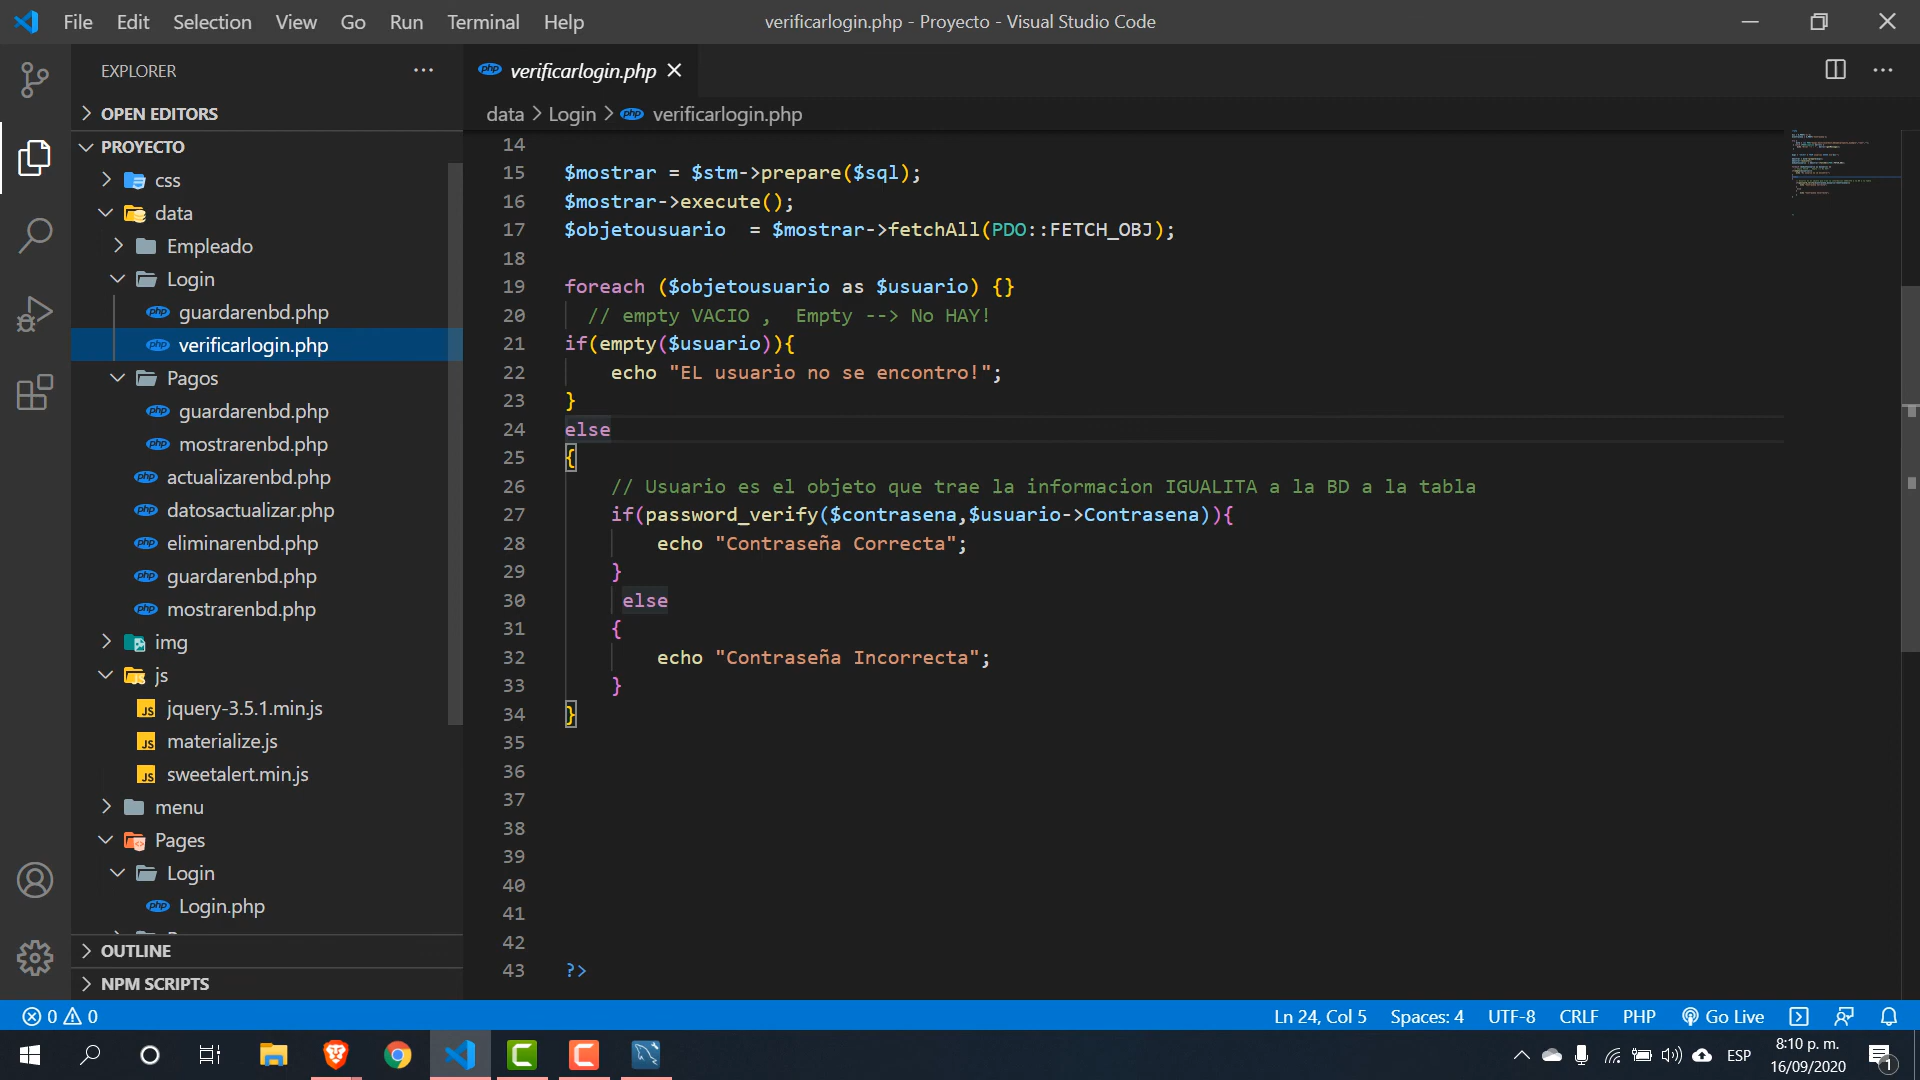 File Edit Selection View Go Run Terminal Help
verificarlogin.php - Proyecto - Visual Studio Code
EXPLORER
OPEN EDITORS
PROYECTO
css
data
Empleado
Login
guardarenbd.php
verificarlogin.php
Pagos
guardarenbd.php
mostrarenbd.php
actualizarenbd.php
datosactualizar.php
eliminarenbd.php
guardarenbd.php
mostrarenbd.php
img
js
jquery-3.5.1.min.js
materialize.js
sweetalert.min.js
menu
Pages
Login
Login.php
OUTLINE
NPM SCRIPTS
verificarlogin.php
data > Login > verificarlogin.php
14
15 $mostrar = $stm->prepare($sql);
16 $mostrar->execute();
17 $objetousuario  = $mostrar->fetchAll(PDO::FETCH_OBJ);
18
19 foreach ($objetousuario as $usuario) {}
20   // empty VACIO ,  Empty --> No HAY!
21 if(empty($usuario)){
22     echo "EL usuario no se encontro!";
23 }
24 else
25 {
26     // Usuario es el objeto que trae la informacion IGUALITA a la BD a la tabla
27     if(password_verify($contrasena,$usuario->Contrasena)){
28         echo "Contraseña Correcta";
29     }
30      else
31     {
32         echo "Contraseña Incorrecta";
33     }
34 }
35
36
37
38
39
40
41
42
43 ?>
0 0
Ln 24, Col 5 Spaces: 4 UTF-8 CRLF PHP Go Live
ESP
8:10 p. m.
16/09/2020
1